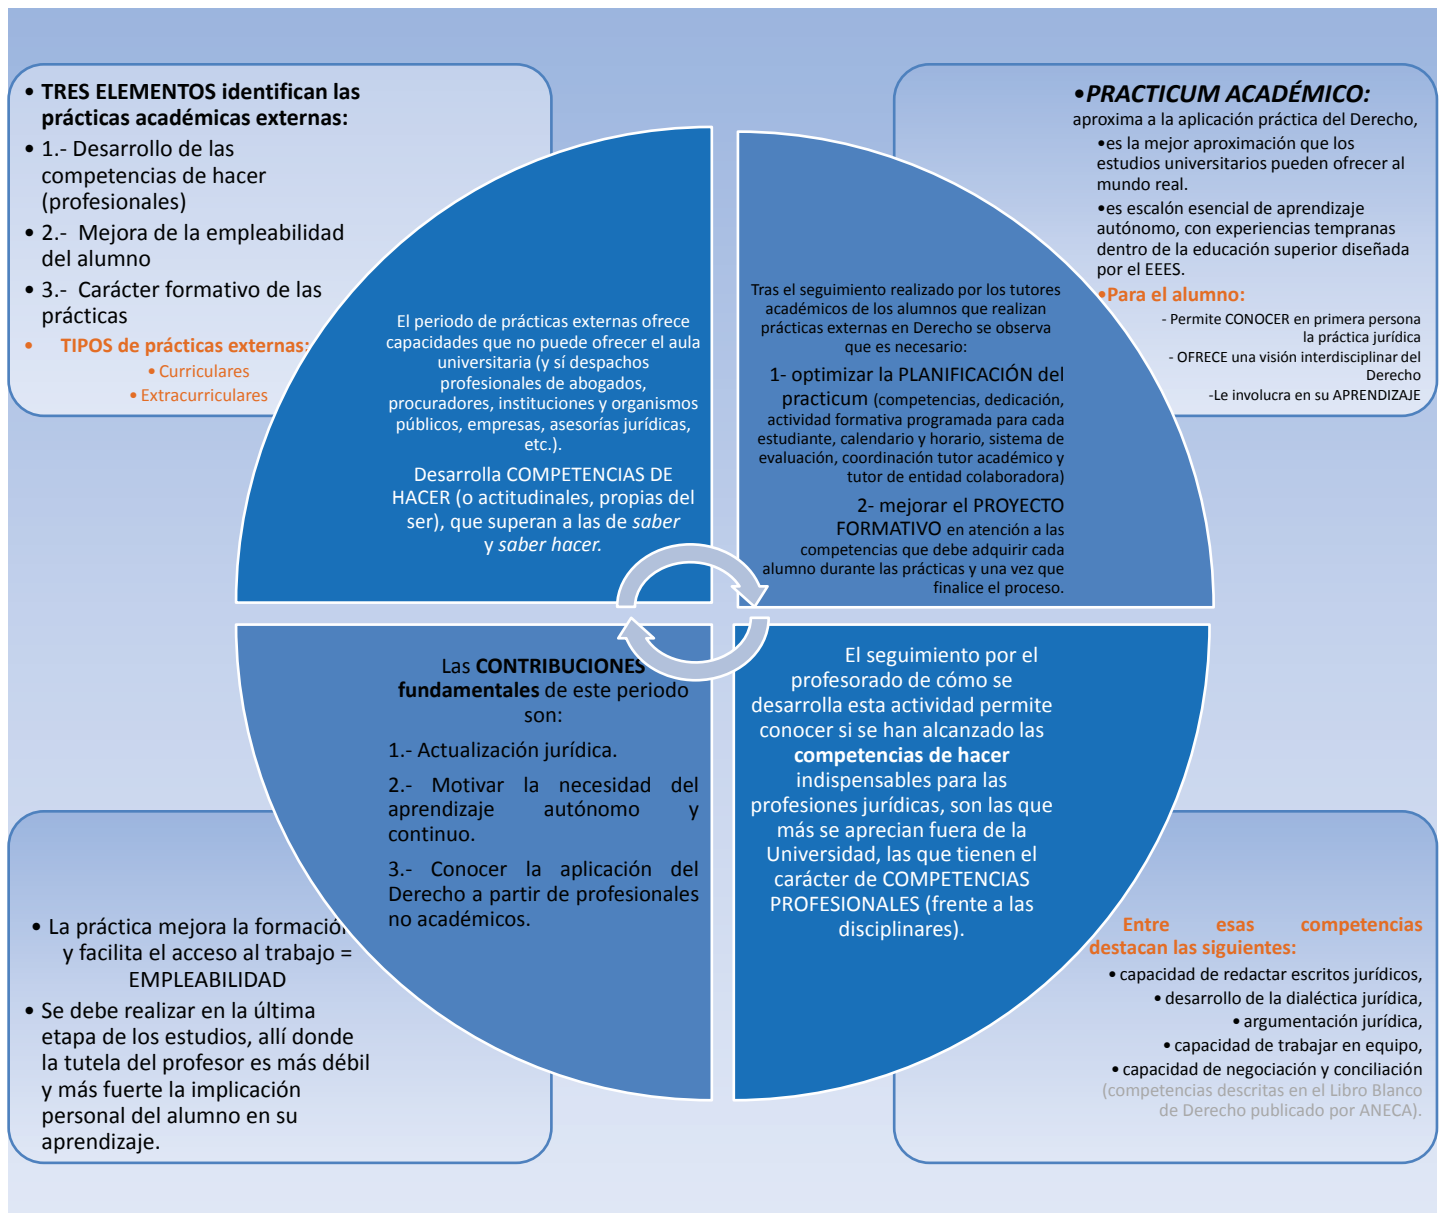 • TRES ELEMENTOS identifican las
prácticas académicas externas:
• 1.- Desarrollo de las
competencias de hacer
(profesionales)
• 2.- Mejora de la empleabilidad
del alumno
• 3.- Carácter formativo de las
prácticas
• TIPOS de prácticas externas:
• Curriculares
• Extracurriculares
•PRACTICUM ACADÉMICO:
aproxima a la aplicación práctica del Derecho,
•es la mejor aproximación que los
estudios universitarios pueden ofrecer al
mundo real.
•es escalón esencial de aprendizaje
autónomo, con experiencias tempranas
dentro de la educación superior diseñada
por el EEES.
•Para el alumno:
- Permite CONOCER en primera persona
la práctica jurídica
- OFRECE una visión interdisciplinar del
Derecho
-Le involucra en su APRENDIZAJE
El periodo de prácticas externas ofrece
capacidades que no puede ofrecer el aula
universitaria (y sí despachos
profesionales de abogados,
procuradores, instituciones y organismos
públicos, empresas, asesorías jurídicas,
etc.).
Desarrolla COMPETENCIAS DE
HACER (o actitudinales, propias del
ser), que superan a las de saber
y saber hacer.
Tras el seguimiento realizado por los tutores
académicos de los alumnos que realizan
prácticas externas en Derecho se observa
que es necesario:
1- optimizar la PLANIFICACIÓN del
practicum (competencias, dedicación,
actividad formativa programada para cada
estudiante, calendario y horario, sistema de
evaluación, coordinación tutor académico y
tutor de entidad colaboradora)
2- mejorar el PROYECTO
FORMATIVO en atención a las
competencias que debe adquirir cada
alumno durante las prácticas y una vez que
finalice el proceso.
Las CONTRIBUCIONES
fundamentales de este periodo
son:
1.- Actualización jurídica.
2.- Motivar la necesidad del
aprendizaje autónomo y
continuo.
3.- Conocer la aplicación del
Derecho a partir de profesionales
no académicos.
El seguimiento por el
profesorado de cómo se
desarrolla esta actividad permite
conocer si se han alcanzado las
competencias de hacer
indispensables para las
profesiones jurídicas, son las que
más se aprecian fuera de la
Universidad, las que tienen el
carácter de COMPETENCIAS
PROFESIONALES (frente a las
disciplinares).
• La práctica mejora la formación
y facilita el acceso al trabajo =
EMPLEABILIDAD
• Se debe realizar en la última
etapa de los estudios, allí donde
la tutela del profesor es más débil
y más fuerte la implicación
personal del alumno en su
aprendizaje.
Entre esas competencias
destacan las siguientes:
• capacidad de redactar escritos jurídicos,
• desarrollo de la dialéctica jurídica,
• argumentación jurídica,
• capacidad de trabajar en equipo,
• capacidad de negociación y conciliación
(competencias descritas en el Libro Blanco
de Derecho publicado por ANECA).